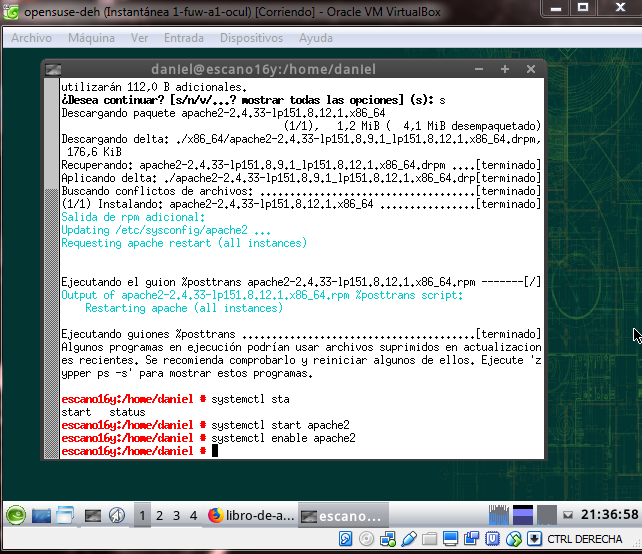 opensuse-deh (Instantánea 1-fuw-a1-ocul) [Corriendo] - Oracle VM VirtualBox
Archivo Máquina Ver Entrada Dispositivos Ayuda
daniel@escano16y:/home/daniel
utilizarán 112,0 B adicionales.
¿Desea continuar? [s/n/v/...? mostrar todas las opciones] (s): s
Descargando paquete apache2-2.4.33-lp151.8.12.1.x86_64
(1/1), 1,2 MiB ( 4,1 MiB desempaquetado)
Descargando delta: ./x86_64/apache2-2.4.33-lp151.8.9.1_lp151.8.12.1.x86_64.drpm,
176,6 KiB
Recuperando: apache2-2.4.33-lp151.8.9.1_lp151.8.12.1.x86_64.drpm ....[terminado]
Aplicando delta: ./apache2-2.4.33-lp151.8.9.1_lp151.8.12.1.x86_64.drp[terminado]
Buscando conflictos de archivos: .................................[terminado]
(1/1) Instalando: apache2-2.4.33-lp151.8.12.1.x86_64 ...............[terminado]
Salida de rpm adicional:
Updating /etc/sysconfig/apache2 ...
Requesting apache restart (all instances)
Ejecutando el guion %posttrans apache2-2.4.33-lp151.8.12.1.x86_64.rpm -------[/]
Output of apache2-2.4.33-lp151.8.12.1.x86_64.rpm %posttrans script:
Restarting apache (all instances)
Ejecutando guiones %posttrans ....................................[terminado]
Algunos programas en ejecución podrían usar archivos suprimidos en actualizacion
es recientes. Se recomienda comprobarlo y reiniciar algunos de ellos. Ejecute 'z
ypper ps -s' para mostrar estos programas.
escano16y:/home/daniel # systemctl sta
start status
escano16y:/home/daniel # systemctl start apache2
escano16y:/home/daniel # systemctl enable apache2
escano16y:/home/daniel #
1 2 3 4 libro-de-a... escano... 21:36:58
CTRL DERECHA